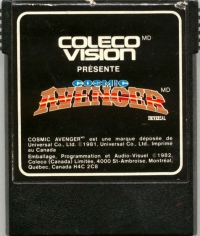 COLECO MD
VISION
PRÉSENTE
COSMIC
AVENGER MD
UNIVERSAL
COSMIC AVENGER est une marque déposée de
Universal Co., Ltd. ©1981, Universal Co., Ltd. Imprimé
au Canada
Emballage, Programmation et Audio-Visuel ©1982,
Coleco (Canada) Limitée, 4000 St-Ambroise, Montréal,
Québec, Canada H4C 2C8